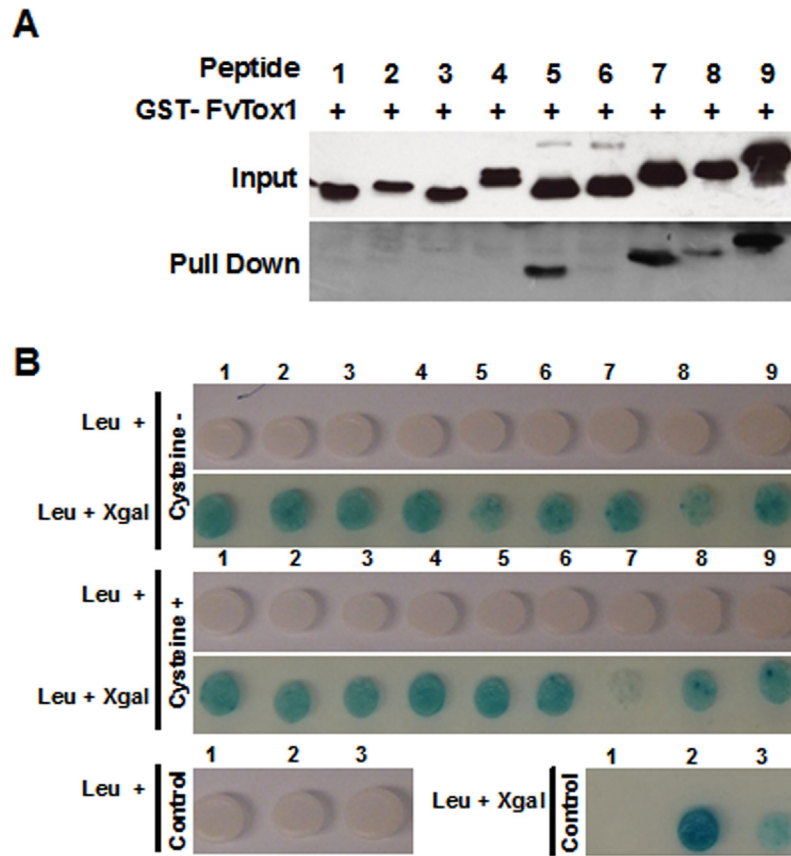 A
Peptide 1 2 3 4 5 6 7 8 9
GST- FvTox1 + + + + + + + + +
Input
Pull Down
B
1 2 3 4 5 6 7 8 9
Leu +
Cysteine -
Leu + Xgal
1 2 3 4 5 6 7 8 9
Leu +
Cysteine +
Leu + Xgal
1 2 3
Leu +
Control
1 2 3
Leu + Xgal
Control